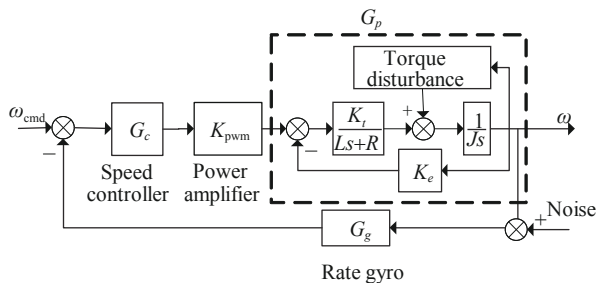 G_p
Torque
disturbance
ω_cmd
−
G_c
K_pwm
−
K_t
Ls+R
+
1
Js
ω
Speed
controller
Power
amplifier
K_e
G_g
+
Noise
Rate gyro